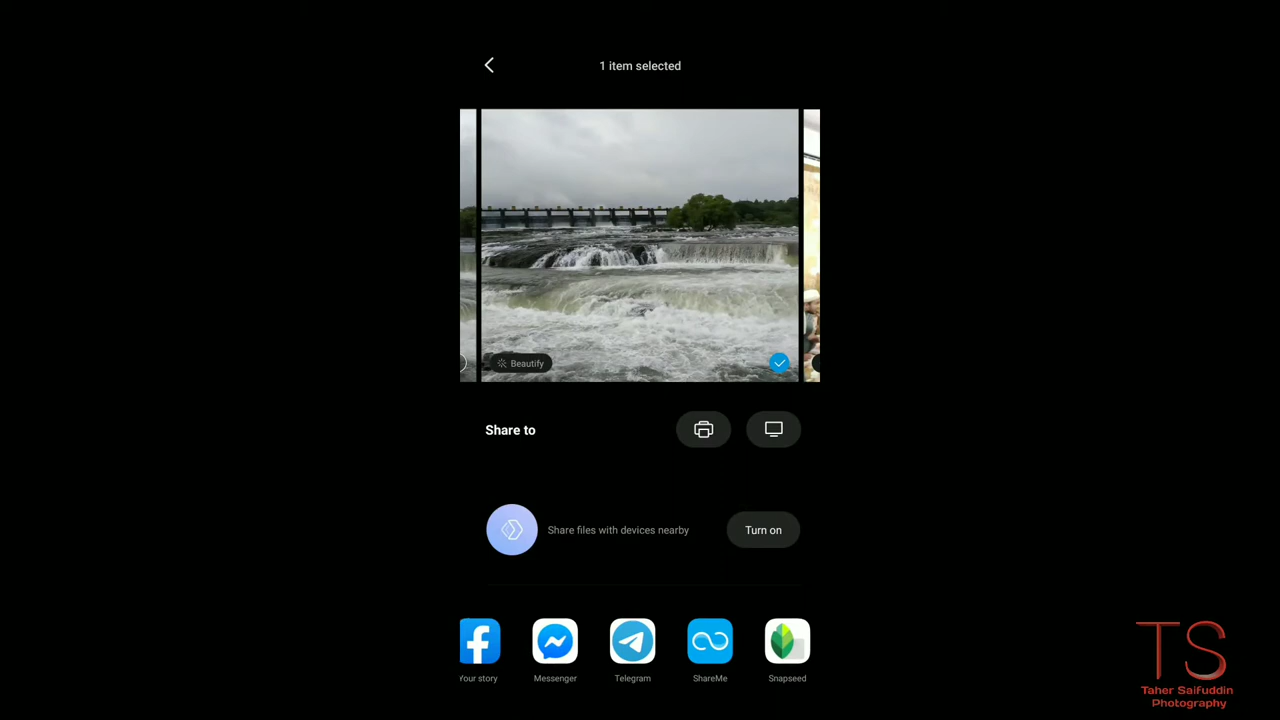 1 item selected
Beautify
Share to
Share files with devices nearby
Turn on
Your story
Messenger
Telegram
ShareMe
Snapseed
TS
Taher Saifuddin
Photography